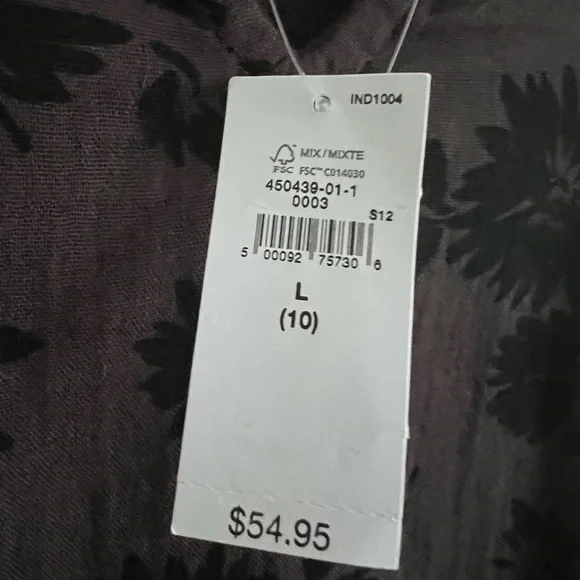 IND1004
MIX/MIXTE
FSC FSC™ C014030
450439-01-1
0003
S12
5 00092 75730 6
L
(10)
$54.95